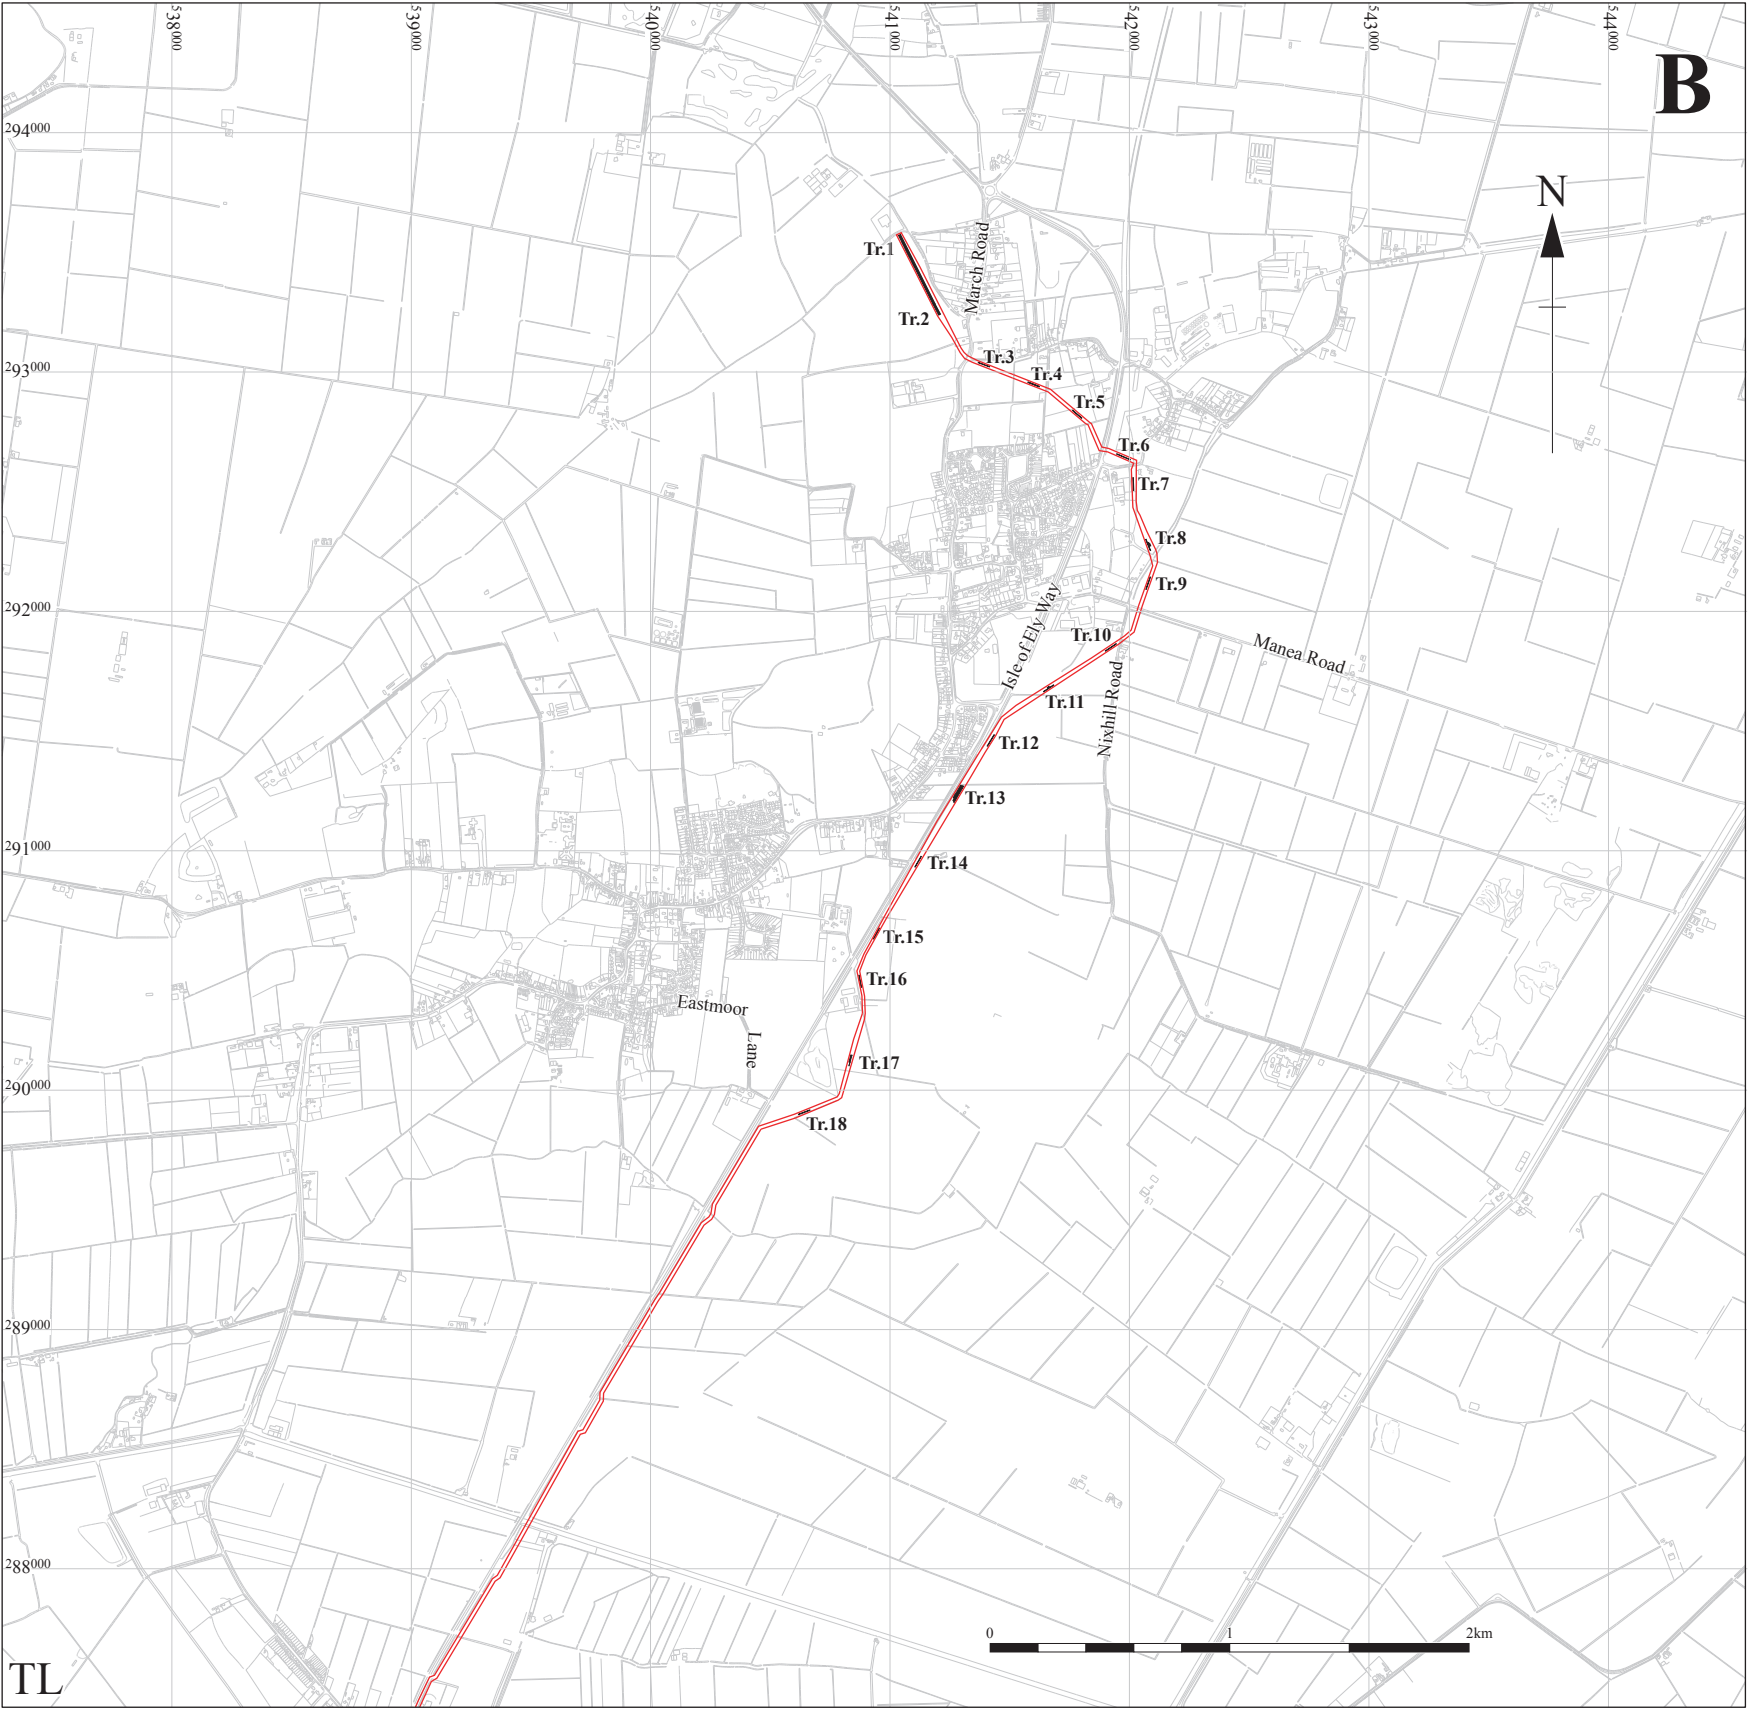 538000
539000
540000
541000
542000
543000
544000
B
294000
N
March Road
Tr.1
Tr.2
Tr.3
293000
Tr.4
Tr.5
Tr.6
Tr.7
Tr.8
Tr.9
292000
Isle of Ely Way
Tr.10
Manea Road
Nixhill Road
Tr.11
Tr.12
Tr.13
291000
Tr.14
Tr.15
Tr.16
Eastmoor
Lane
Tr.17
290000
Tr.18
289000
288000
0 1 2km
TL